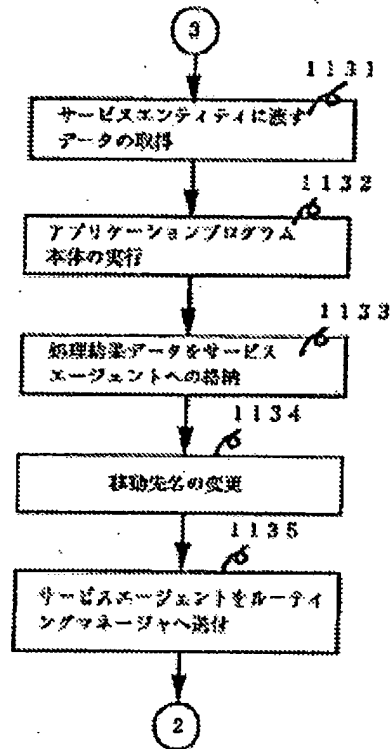 3
1131
サービスエンティティに渡す
データの取得
1132
アプリケーションプログラム
本体の実行
1133
処理結果データをサービス
エージェントへの格納
1134
移動先名の変更
1135
サービスエージェントをルーティ
ングマネージャへ送付
2